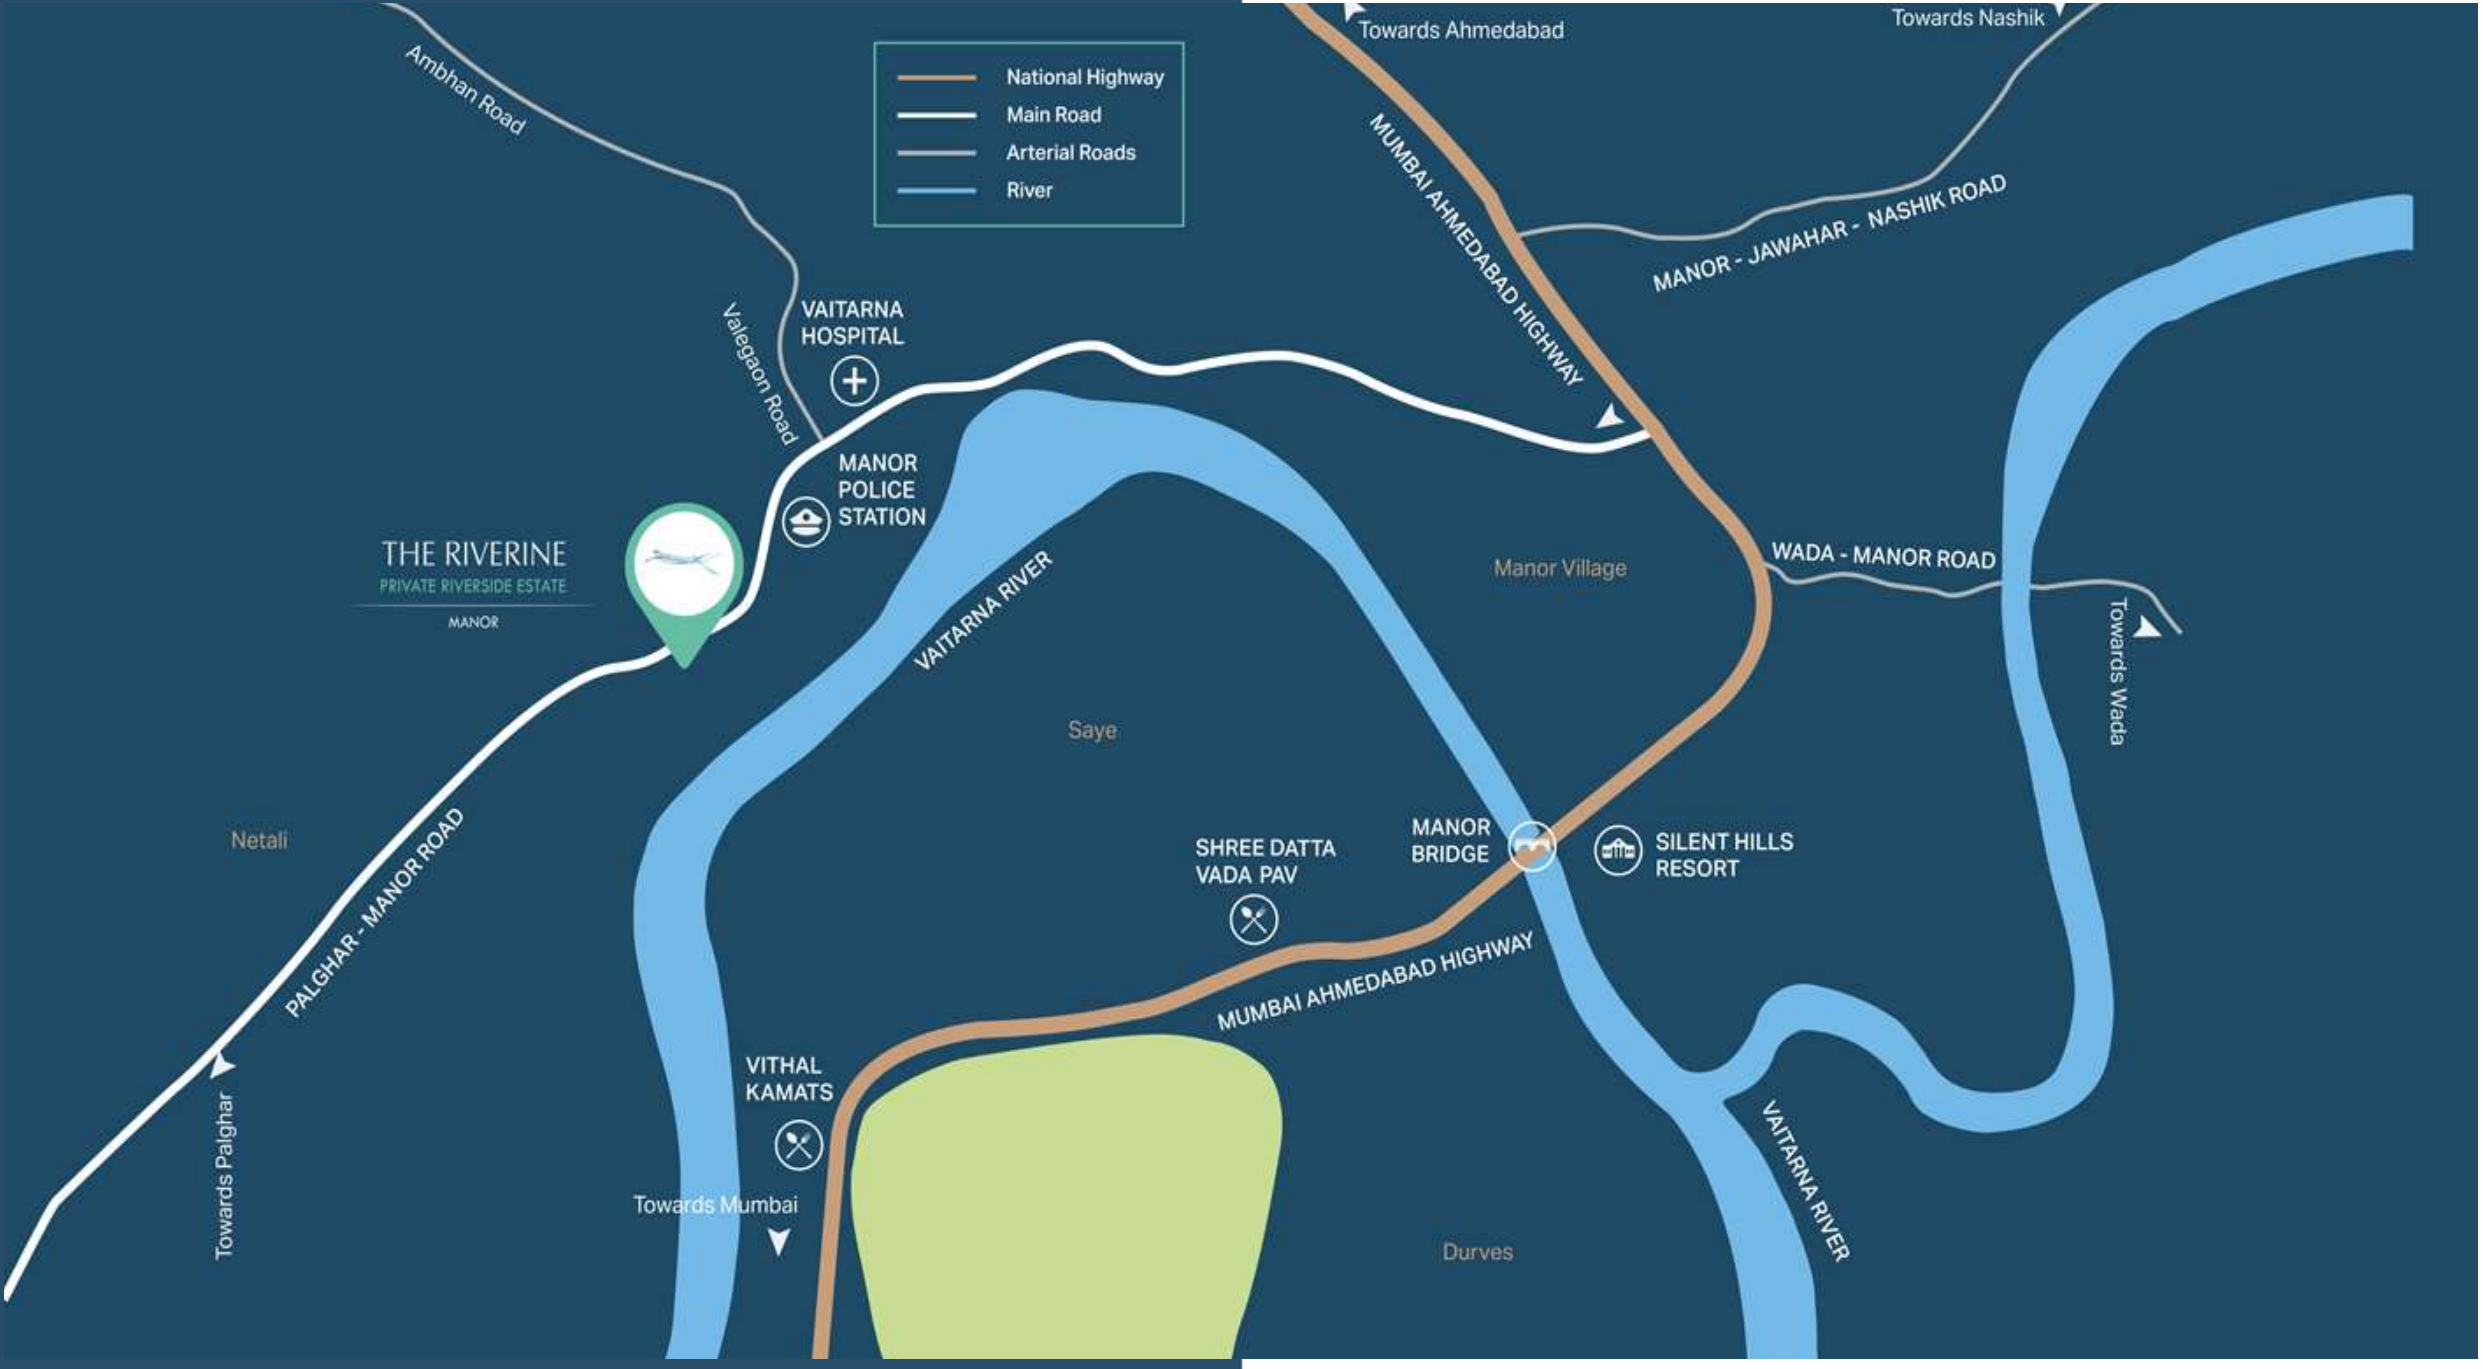 Towards Ahmedabad
Towards Nashik
Ambhan Road
National Highway
Main Road
Arterial Roads
River
MUMBAI AHMEDABAD HIGHWAY
MANOR - JAWAHAR - NASHIK ROAD
Valegaon Road
VAITARNA
HOSPITAL
MANOR
POLICE
STATION
THE RIVERINE
PRIVATE RIVERSIDE ESTATE
MANOR
VAITARNA RIVER
Manor Village
WADA - MANOR ROAD
Towards Wada
Saye
Netali
PALGHAR - MANOR ROAD
SHREE DATTA
VADA PAV
MANOR
BRIDGE
SILENT HILLS
RESORT
MUMBAI AHMEDABAD HIGHWAY
VITHAL
KAMATS
Towards Palghar
Towards Mumbai
Durves
VAITARNA RIVER